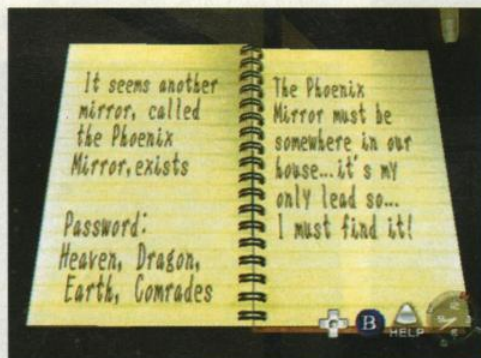 It seems another
mirror, called
the Phoenix
Mirror,exists
Password:
Heaven, Dragon,
Earth, Comrades
The Phoenix
Mirror must be
somewhere in our
house...it's my
only lead so...
I must find it!
B
HELP